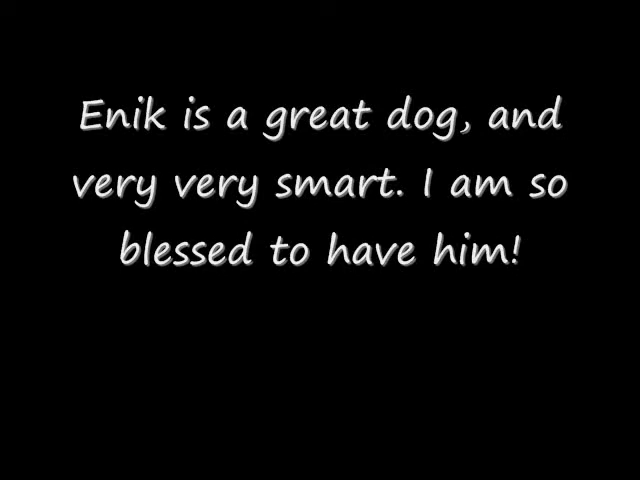 Enik is a great dog, and
very very smart. I am so
blessed to have him!